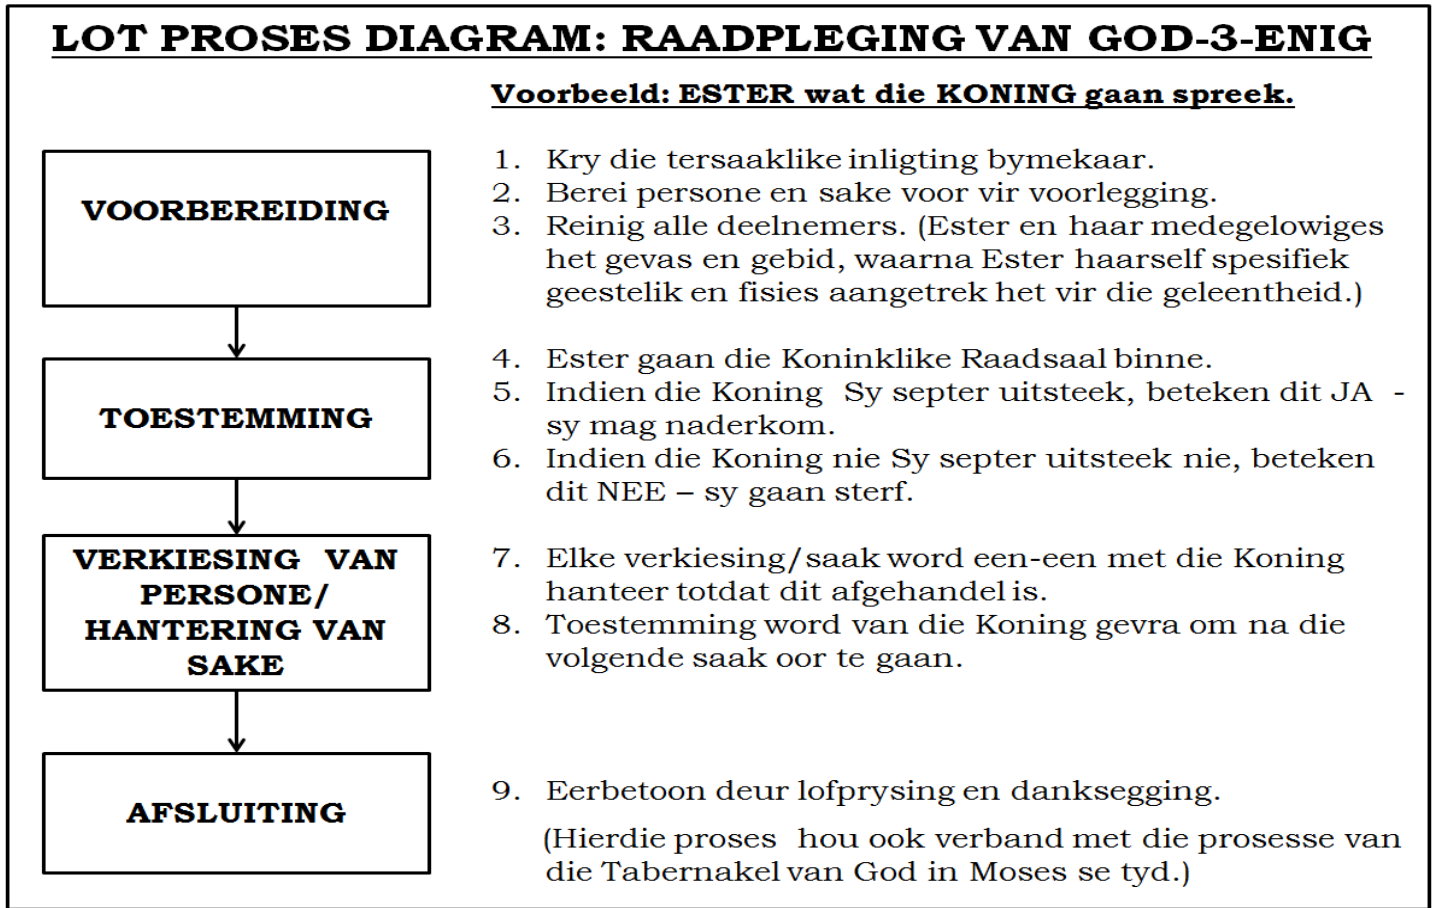 LOT PROSES DIAGRAM: RAADPLEGING VAN GOD-3-ENIG
Voorbeeld: ESTER wat die KONING gaan spreek.
VOORBEREIDING
1. Kry die tersaaklike inligting bymekaar.
2. Berei persone en sake voor vir voorlegging.
3. Reinig alle deelnemers. (Ester en haar medegelowiges
het gevas en gebid, waarna Ester haarself spesifiek
geestelik en fisies aangetrek het vir die geleentheid.)
TOESTEMMING
4. Ester gaan die Koninklike Raadsaal binne.
5. Indien die Koning Sy septer uitsteek, beteken dit JA -
sy mag naderkom.
6. Indien die Koning nie Sy septer uitsteek nie, beteken
dit NEE – sy gaan sterf.
VERKIESING VAN
PERSONE/
HANTERING VAN
SAKE
7. Elke verkiesing/saak word een-een met die Koning
hanteer totdat dit afgehandel is.
8. Toestemming word van die Koning gevra om na die
volgende saak oor te gaan.
AFSLUITING
9. Eerbetoon deur lofprysing en danksegging.
(Hierdie proses hou ook verband met die prosesse van
die Tabernakel van God in Moses se tyd.)